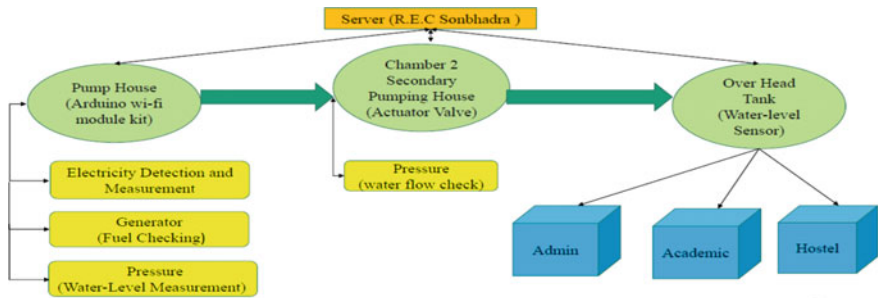 Server (R.E.C Sonbhadra )
Pump House
(Arduino wi-fi
module kit)
Chamber 2
Secondary
Pumping House
(Actuator Valve)
Over Head
Tank
(Water-level
Sensor)
Electricity Detection and
Measurement
Generator
(Fuel Checking)
Pressure
(Water-Level Measurement)
Pressure
(water flow check)
Admin
Academic
Hostel